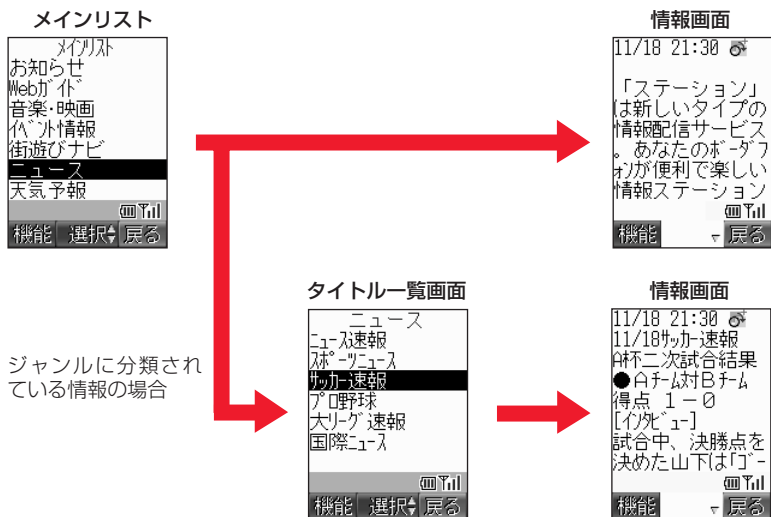 メインリスト
メインリスト
お知らせ
Webガイド
音楽・映画
イベント情報
街遊びナビ
ニュース
天気予報
機能 選択 戻る
情報画面
11/18 21:30
「ステーション」
は新しいタイプの
情報配信サービス
。あなたのボーダフ
ォンが便利で楽しい
情報ステーション
機能 戻る
ジャンルに分類され
ている情報の場合
タイトル一覧画面
ニュース
ニュース速報
スポーツニュース
サッカー速報
プロ野球
大リーグ速報
国際ニュース
機能 選択 戻る
情報画面
11/18 21:30
11/18サッカー速報
A杯二次試合結果
●Aチーム対Bチーム
得点 1-0
[インタビュー]
試合中、決勝点を
決めた山下は「ゴー
機能 戻る